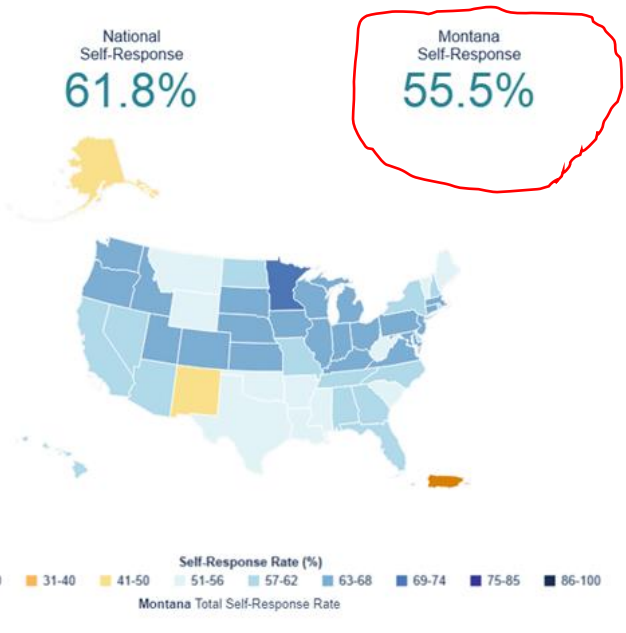 National
Self-Response
61.8%
Montana
Self-Response
55.5%
Self-Response Rate (%)
31-40 41-50 51-56 57-62 63-68 69-74 75-85 86-100
Montana Total Self-Response Rate